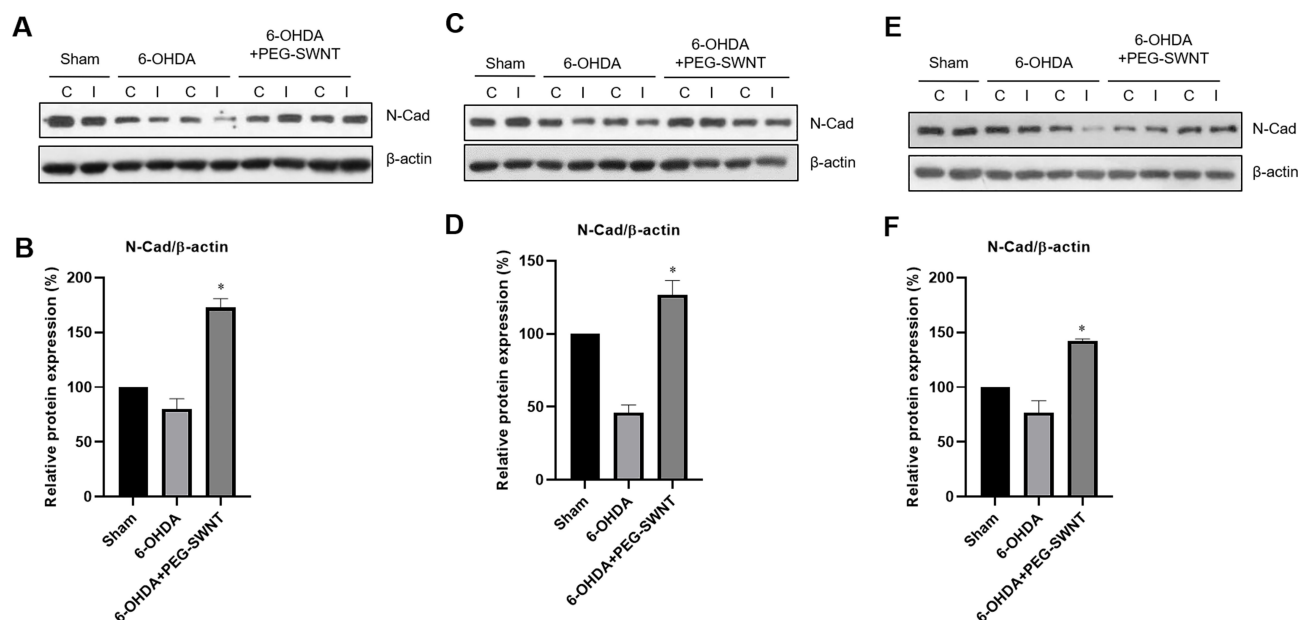 A
Sham
6-OHDA
6-OHDA
+PEG-SWNT
C I C I C I C I C I
N-Cad
β-actin
B
N-Cad/β-actin
Relative protein expression (%)
200
150
100
50
0
Sham
6-OHDA
6-OHDA+PEG-SWNT
*
C
Sham
6-OHDA
6-OHDA
+PEG-SWNT
C I C I C I C I C I
N-Cad
β-actin
D
N-Cad/β-actin
Relative protein expression (%)
150
100
50
0
Sham
6-OHDA
6-OHDA+PEG-SWNT
*
E
Sham
6-OHDA
6-OHDA
+PEG-SWNT
C I C I C I C I C I
N-Cad
β-actin
F
N-Cad/β-actin
Relative protein expression (%)
200
150
100
50
0
Sham
6-OHDA
6-OHDA+PEG-SWNT
*